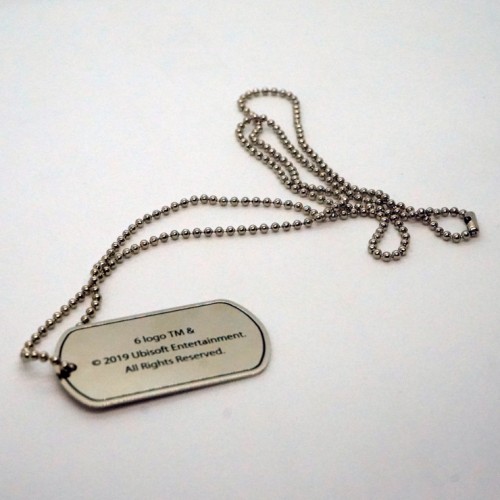 6 logo TM &
© 2019 Ubisoft Entertainment.
All Rights Reserved.